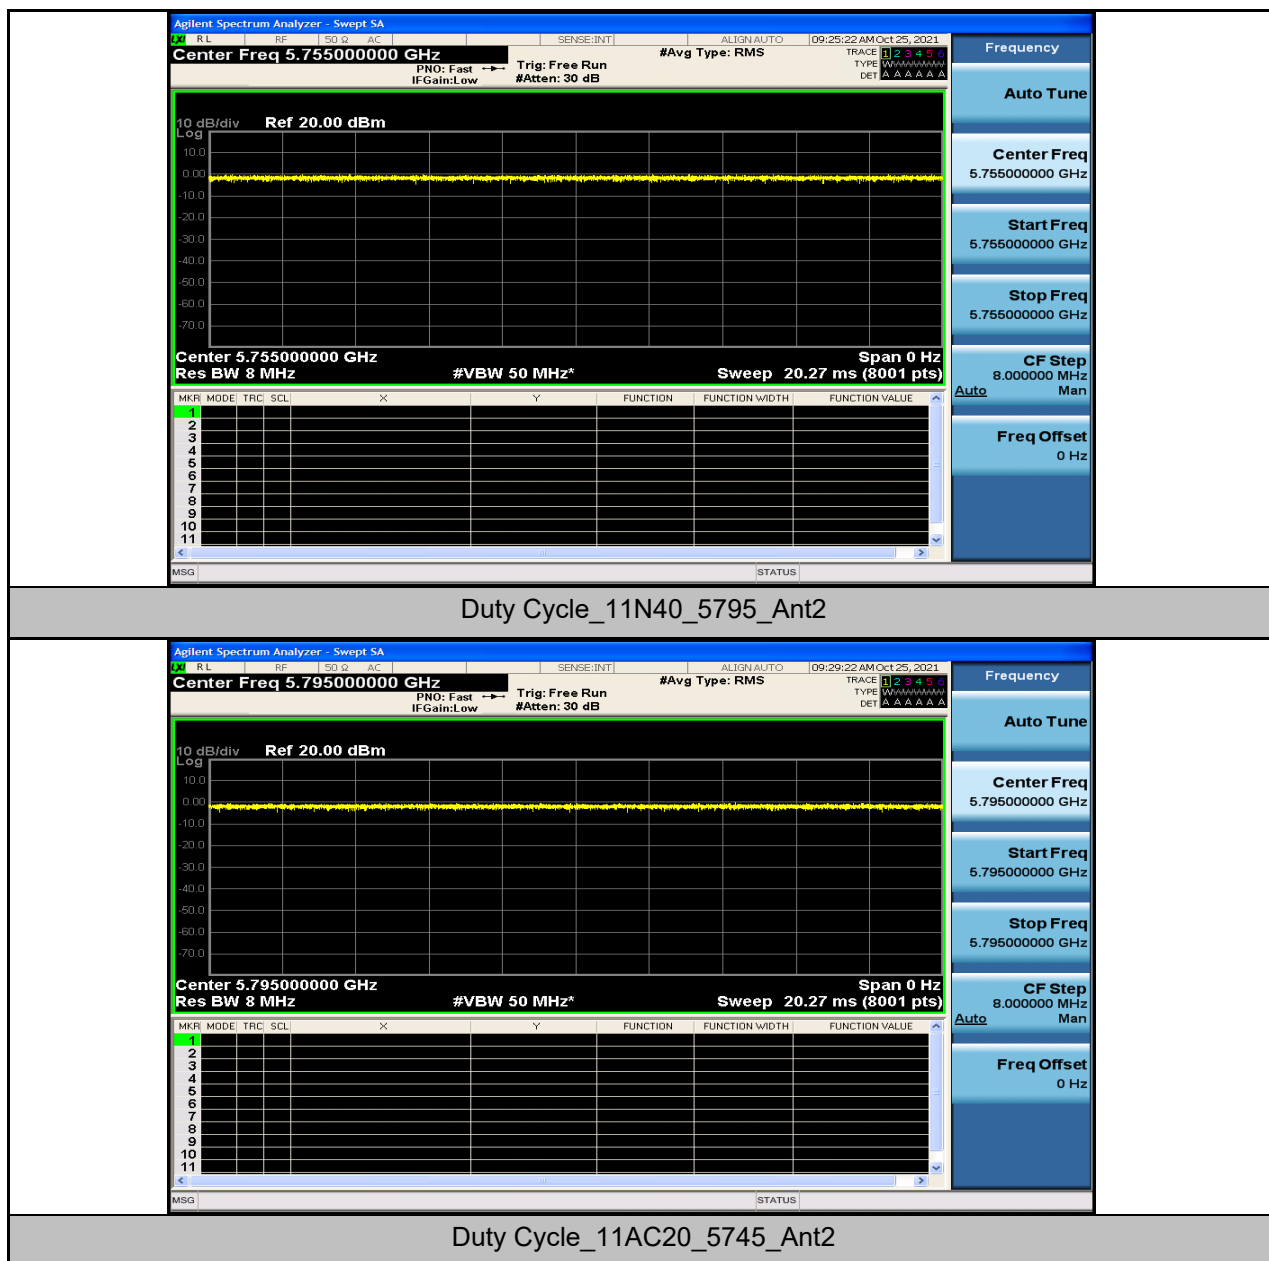 Agilent Spectrum Analyzer - Swept SA
LXI RL RF 50 Ω AC SENSE:INT ALIGN AUTO 09:25:22 AM Oct 25, 2021
Center Freq 5.755000000 GHz #Avg Type: RMS TRACE 1 2 3 4 5 6
PNO: Fast Trig: Free Run TYPE W
IFGain:Low #Atten: 30 dB DET A A A A A A
10 dB/div Ref 20.00 dBm
Log
10.0
0.00
-10.0
-20.0
-30.0
-40.0
-50.0
-60.0
-70.0
Center 5.755000000 GHz Span 0 Hz
Res BW 8 MHz #VBW 50 MHz* Sweep 20.27 ms (8001 pts)
MKR MODE TRC SCL X Y FUNCTION FUNCTION WIDTH FUNCTION VALUE
1
2
3
4
5
6
7
8
9
10
11
MSG STATUS
Frequency
Auto Tune
Center Freq
5.755000000 GHz
Start Freq
5.755000000 GHz
Stop Freq
5.755000000 GHz
CF Step
8.000000 MHz
Auto Man
Freq Offset
0 Hz
Duty Cycle_11N40_5795_Ant2
Agilent Spectrum Analyzer - Swept SA
LXI RL RF 50 Ω AC SENSE:INT ALIGN AUTO 09:29:22 AM Oct 25, 2021
Center Freq 5.795000000 GHz #Avg Type: RMS TRACE 1 2 3 4 5 6
PNO: Fast Trig: Free Run TYPE W
IFGain:Low #Atten: 30 dB DET A A A A A A
10 dB/div Ref 20.00 dBm
Log
10.0
0.00
-10.0
-20.0
-30.0
-40.0
-50.0
-60.0
-70.0
Center 5.795000000 GHz Span 0 Hz
Res BW 8 MHz #VBW 50 MHz* Sweep 20.27 ms (8001 pts)
MKR MODE TRC SCL X Y FUNCTION FUNCTION WIDTH FUNCTION VALUE
1
2
3
4
5
6
7
8
9
10
11
MSG STATUS
Frequency
Auto Tune
Center Freq
5.795000000 GHz
Start Freq
5.795000000 GHz
Stop Freq
5.795000000 GHz
CF Step
8.000000 MHz
Auto Man
Freq Offset
0 Hz
Duty Cycle_11AC20_5745_Ant2